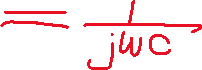 = 1/jwc